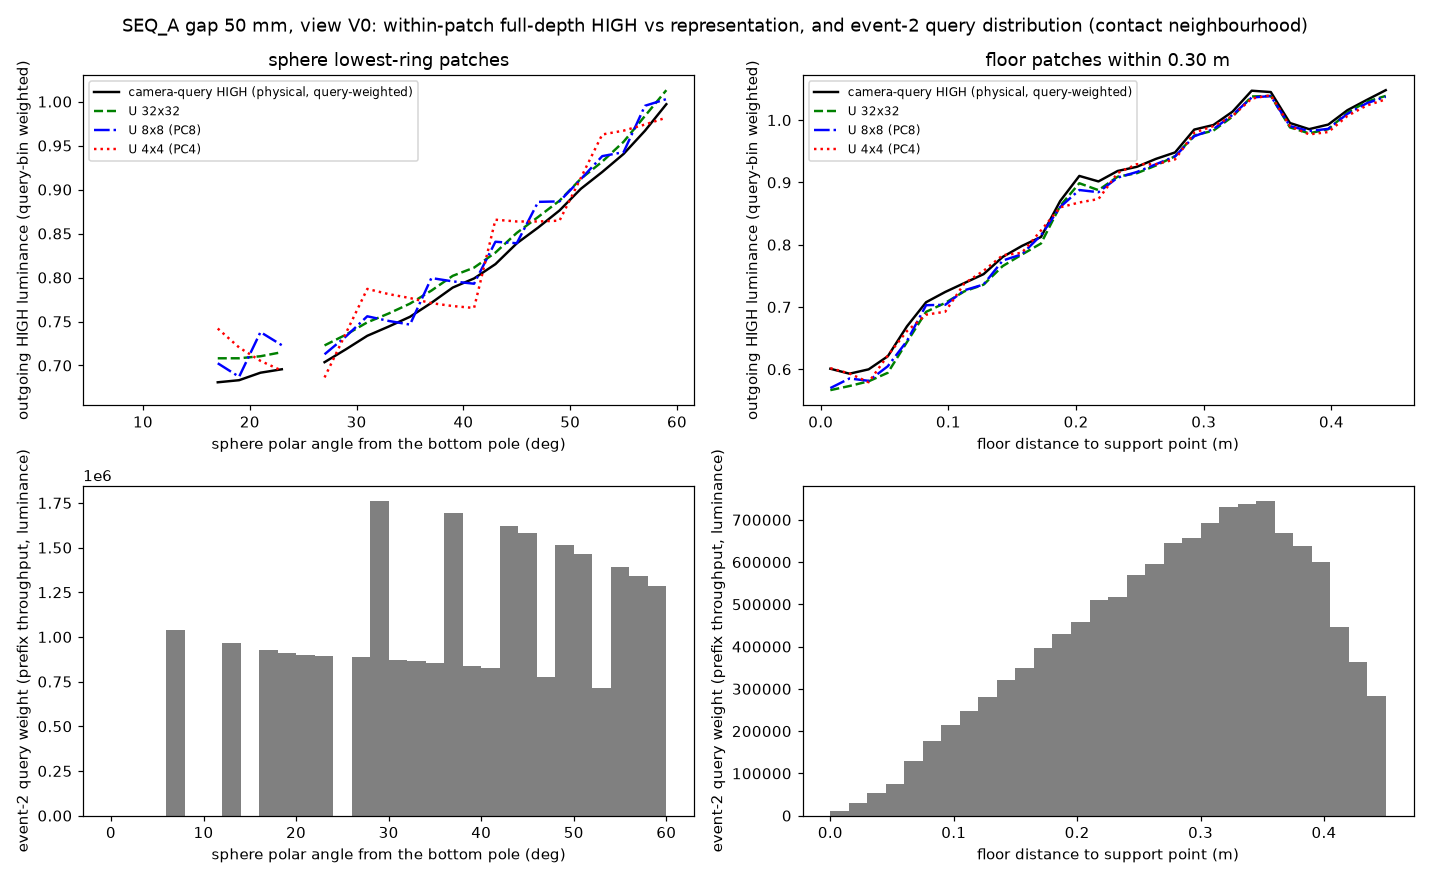 SEQ_A gap 50 mm, view V0: within-patch full-depth HIGH vs representation, and event-2 query distribution (contact neighbourhood)
sphere lowest-ring patches
outgoing HIGH luminance (query-bin weighted)
1.00
0.95
0.90
0.85
0.80
0.75
0.70
camera-query HIGH (physical, query-weighted)
U 32x32
U 8x8 (PC8)
U 4x4 (PC4)
10
20
30
40
50
60
sphere polar angle from the bottom pole (deg)
floor patches within 0.30 m
outgoing HIGH luminance (query-bin weighted)
1.0
0.9
0.8
0.7
0.6
camera-query HIGH (physical, query-weighted)
U 32x32
U 8x8 (PC8)
U 4x4 (PC4)
0.0
0.1
0.2
0.3
0.4
floor distance to support point (m)
1e6
event-2 query weight (prefix throughput, luminance)
1.75
1.50
1.25
1.00
0.75
0.50
0.25
0.00
0
10
20
30
40
50
60
sphere polar angle from the bottom pole (deg)
event-2 query weight (prefix throughput, luminance)
700000
600000
500000
400000
300000
200000
100000
0
0.0
0.1
0.2
0.3
0.4
floor distance to support point (m)